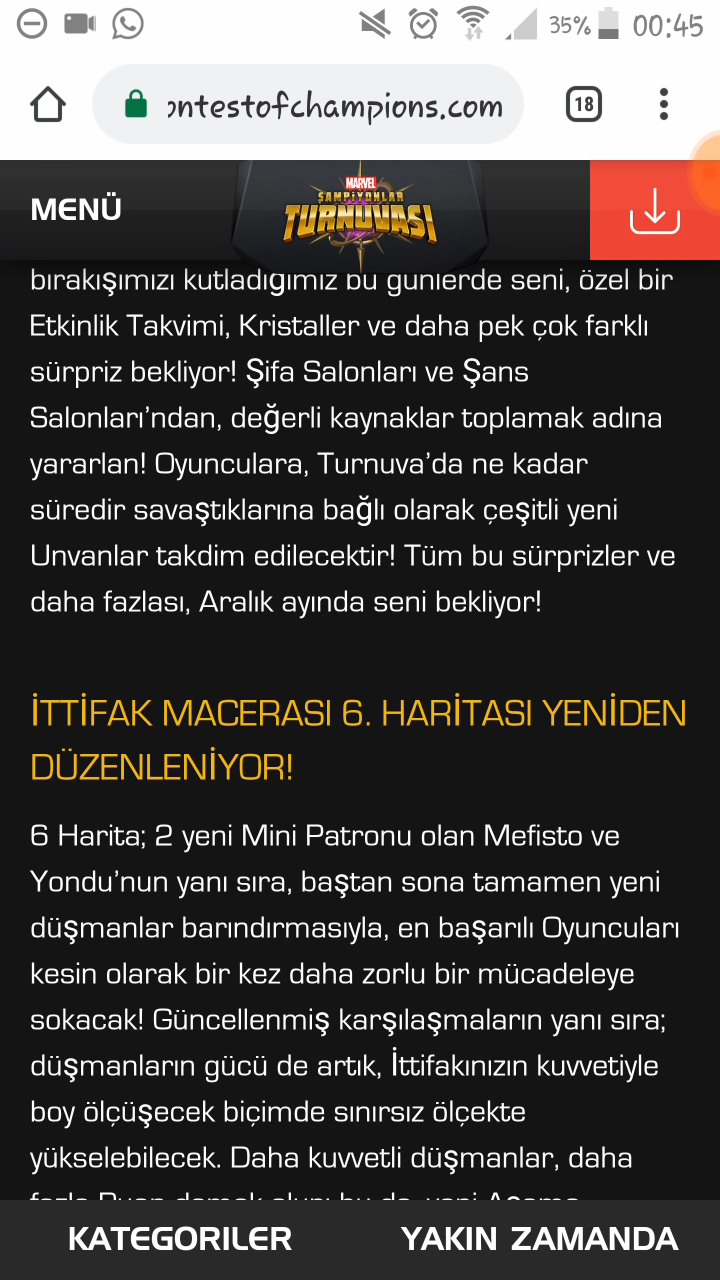 35% 00:45
ontestofchampions.com 18
MENÜ
MARVEL
ŞAMPİYONLAR
TURNUVASI
bırakışımızı kutladığımız bu günlerde seni, özel bir
Etkinlik Takvimi, Kristaller ve daha pek çok farklı
sürpriz bekliyor! Şifa Salonları ve Şans
Salonları’ndan, değerli kaynaklar toplamak adına
yararlan! Oyunculara, Turnuva’da ne kadar
süredir savaştıklarına bağlı olarak çeşitli yeni
Unvanlar takdim edilecektir! Tüm bu sürprizler ve
daha fazlası, Aralık ayında seni bekliyor!
İTTİFAK MACERASI 6. HARİTASI YENİDEN
DÜZENLENİYOR!
6 Harita; 2 yeni Mini Patronu olan Mefisto ve
Yondu’nun yanı sıra, baştan sona tamamen yeni
düşmanlar barındırmasıyla, en başarılı Oyuncuları
kesin olarak bir kez daha zorlu bir mücadeleye
sokacak! Güncellenmiş karşılaşmaların yanı sıra;
düşmanların gücü de artık, İttifakınızın kuvvetiyle
boy ölçüşecek biçimde sınırsız ölçekte
yükselebilecek. Daha kuvvetli düşmanlar, daha
KATEGORILER YAKIN ZAMANDA